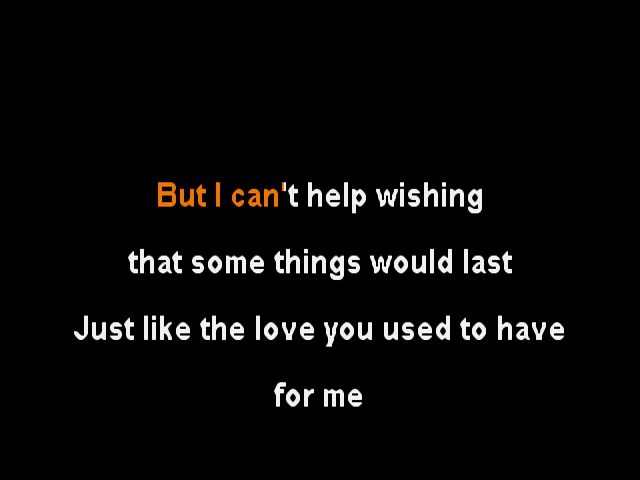 But I can't help wishing
that some things would last
Just like the love you used to have
for me